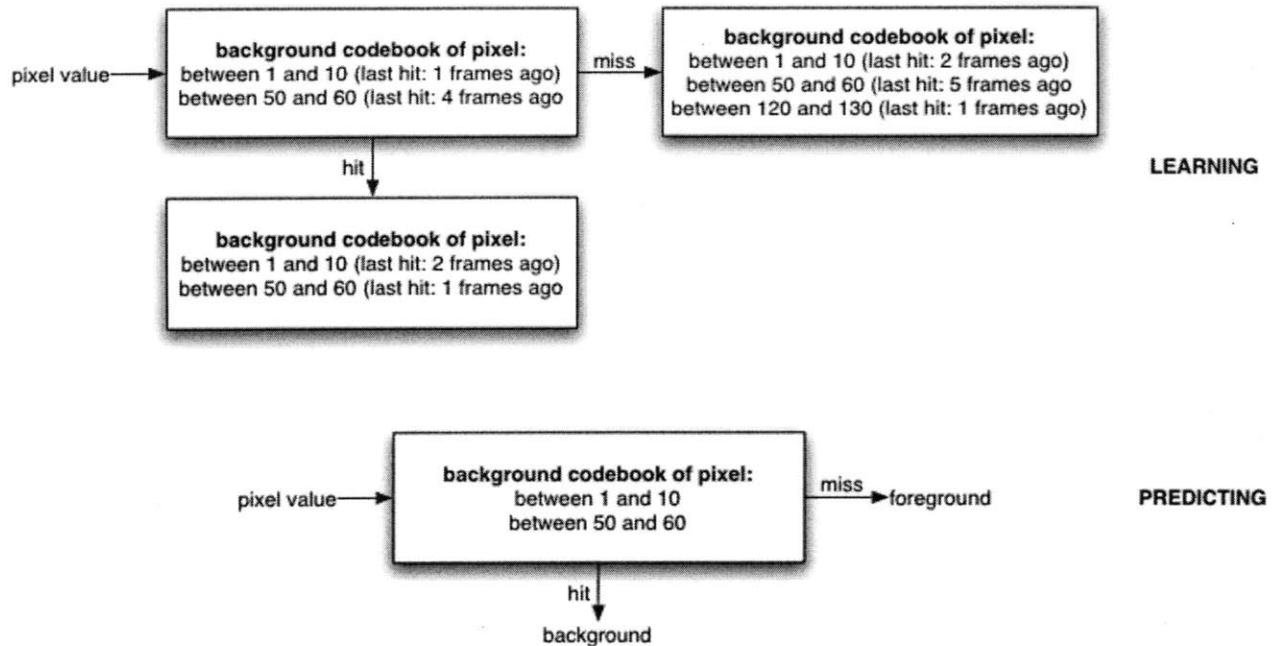 background codebook of pixel:
between 1 and 10 (last hit: 1 frames ago)
between 50 and 60 (last hit: 4 frames ago
pixel value
miss
background codebook of pixel:
between 1 and 10 (last hit: 2 frames ago)
between 50 and 60 (last hit: 5 frames ago
between 120 and 130 (last hit: 1 frames ago)
hit
LEARNING
background codebook of pixel:
between 1 and 10 (last hit: 2 frames ago)
between 50 and 60 (last hit: 1 frames ago
pixel value
background codebook of pixel:
between 1 and 10
between 50 and 60
miss
foreground
PREDICTING
hit
background